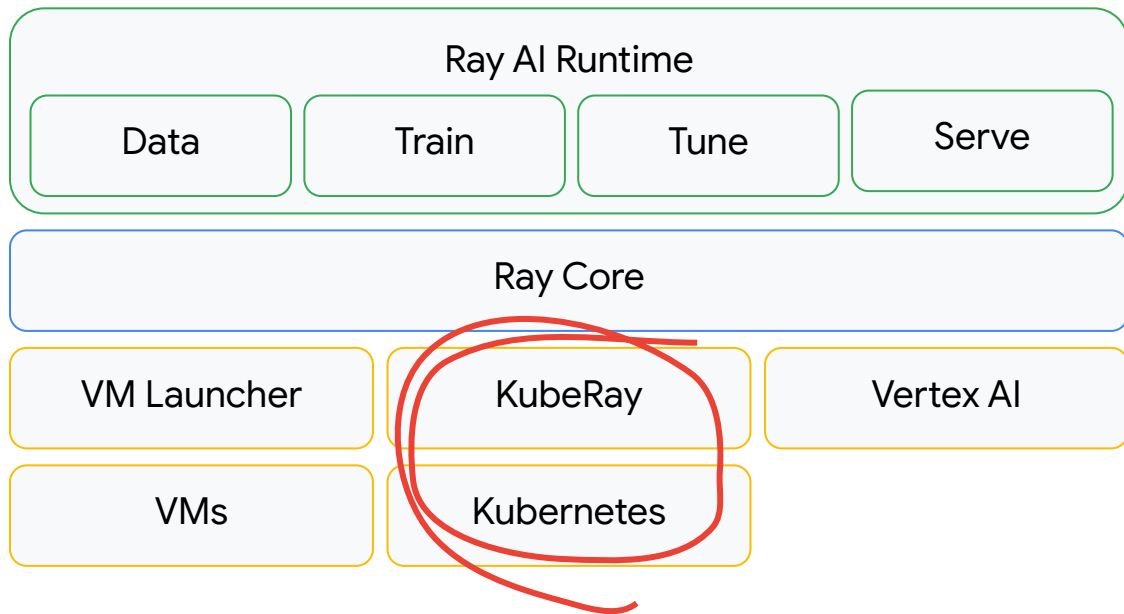 Ray AI Runtime
Data
Train
Tune
Serve
Ray Core
VM Launcher
KubeRay
Vertex AI
VMs
Kubernetes